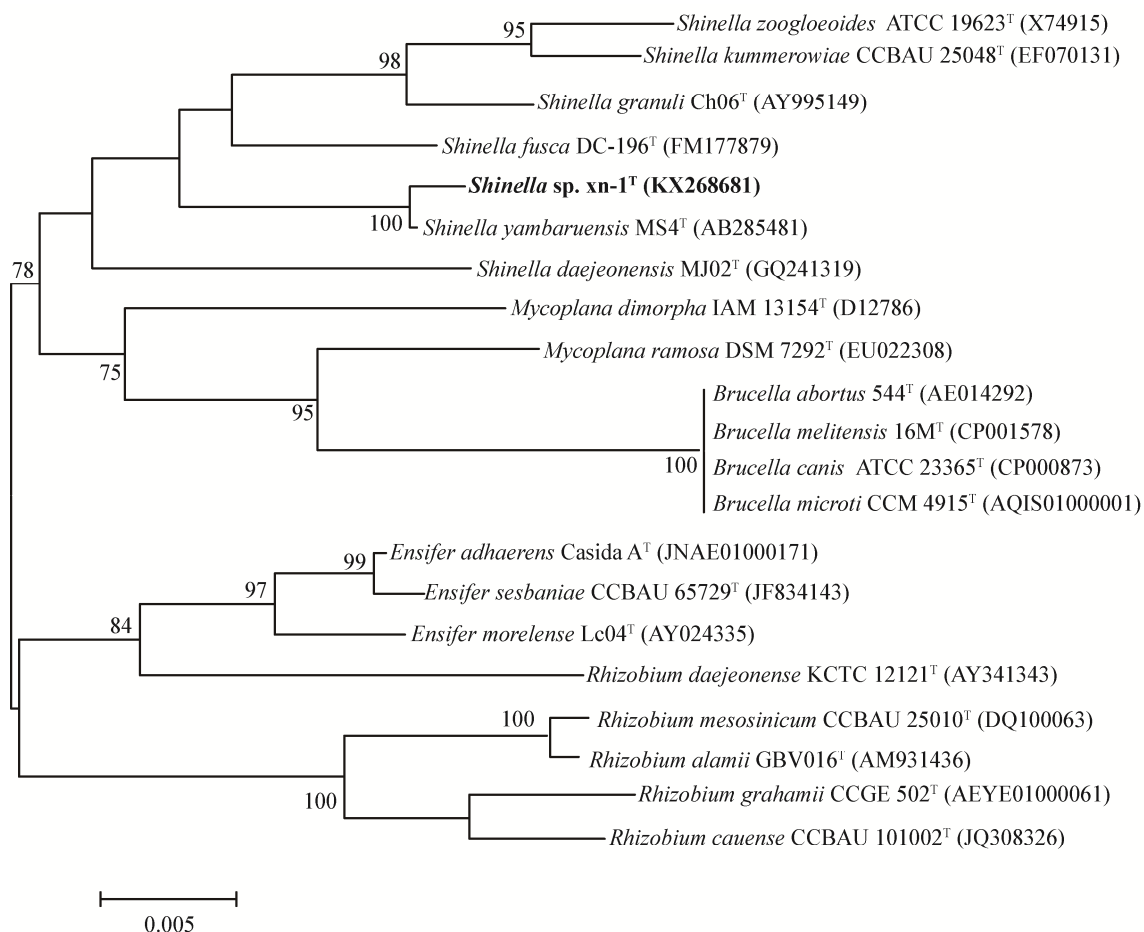 95
Shinella zoogloeoides ATCC 19623ᵀ (X74915)
98
Shinella kummerowiae CCBAU 25048ᵀ (EF070131)
Shinella granuli Ch06ᵀ (AY995149)
Shinella fusca DC-196ᵀ (FM177879)
Shinella sp. xn-1ᵀ (KX268681)
100
Shinella yambaruensis MS4ᵀ (AB285481)
78
Shinella daejeonensis MJ02ᵀ (GQ241319)
Mycoplana dimorpha IAM 13154ᵀ (D12786)
75
Mycoplana ramosa DSM 7292ᵀ (EU022308)
95
Brucella abortus 544ᵀ (AE014292)
Brucella melitensis 16Mᵀ (CP001578)
100
Brucella canis ATCC 23365ᵀ (CP000873)
Brucella microti CCM 4915ᵀ (AQIS01000001)
99
Ensifer adhaerens Casida Aᵀ (JNAE01000171)
97
Ensifer sesbaniae CCBAU 65729ᵀ (JF834143)
84
Ensifer morelense Lc04ᵀ (AY024335)
Rhizobium daejeonense KCTC 12121ᵀ (AY341343)
100
Rhizobium mesosinicum CCBAU 25010ᵀ (DQ100063)
Rhizobium alamii GBV016ᵀ (AM931436)
100
Rhizobium grahamii CCGE 502ᵀ (AEYE01000061)
Rhizobium cauense CCBAU 101002ᵀ (JQ308326)
0.005